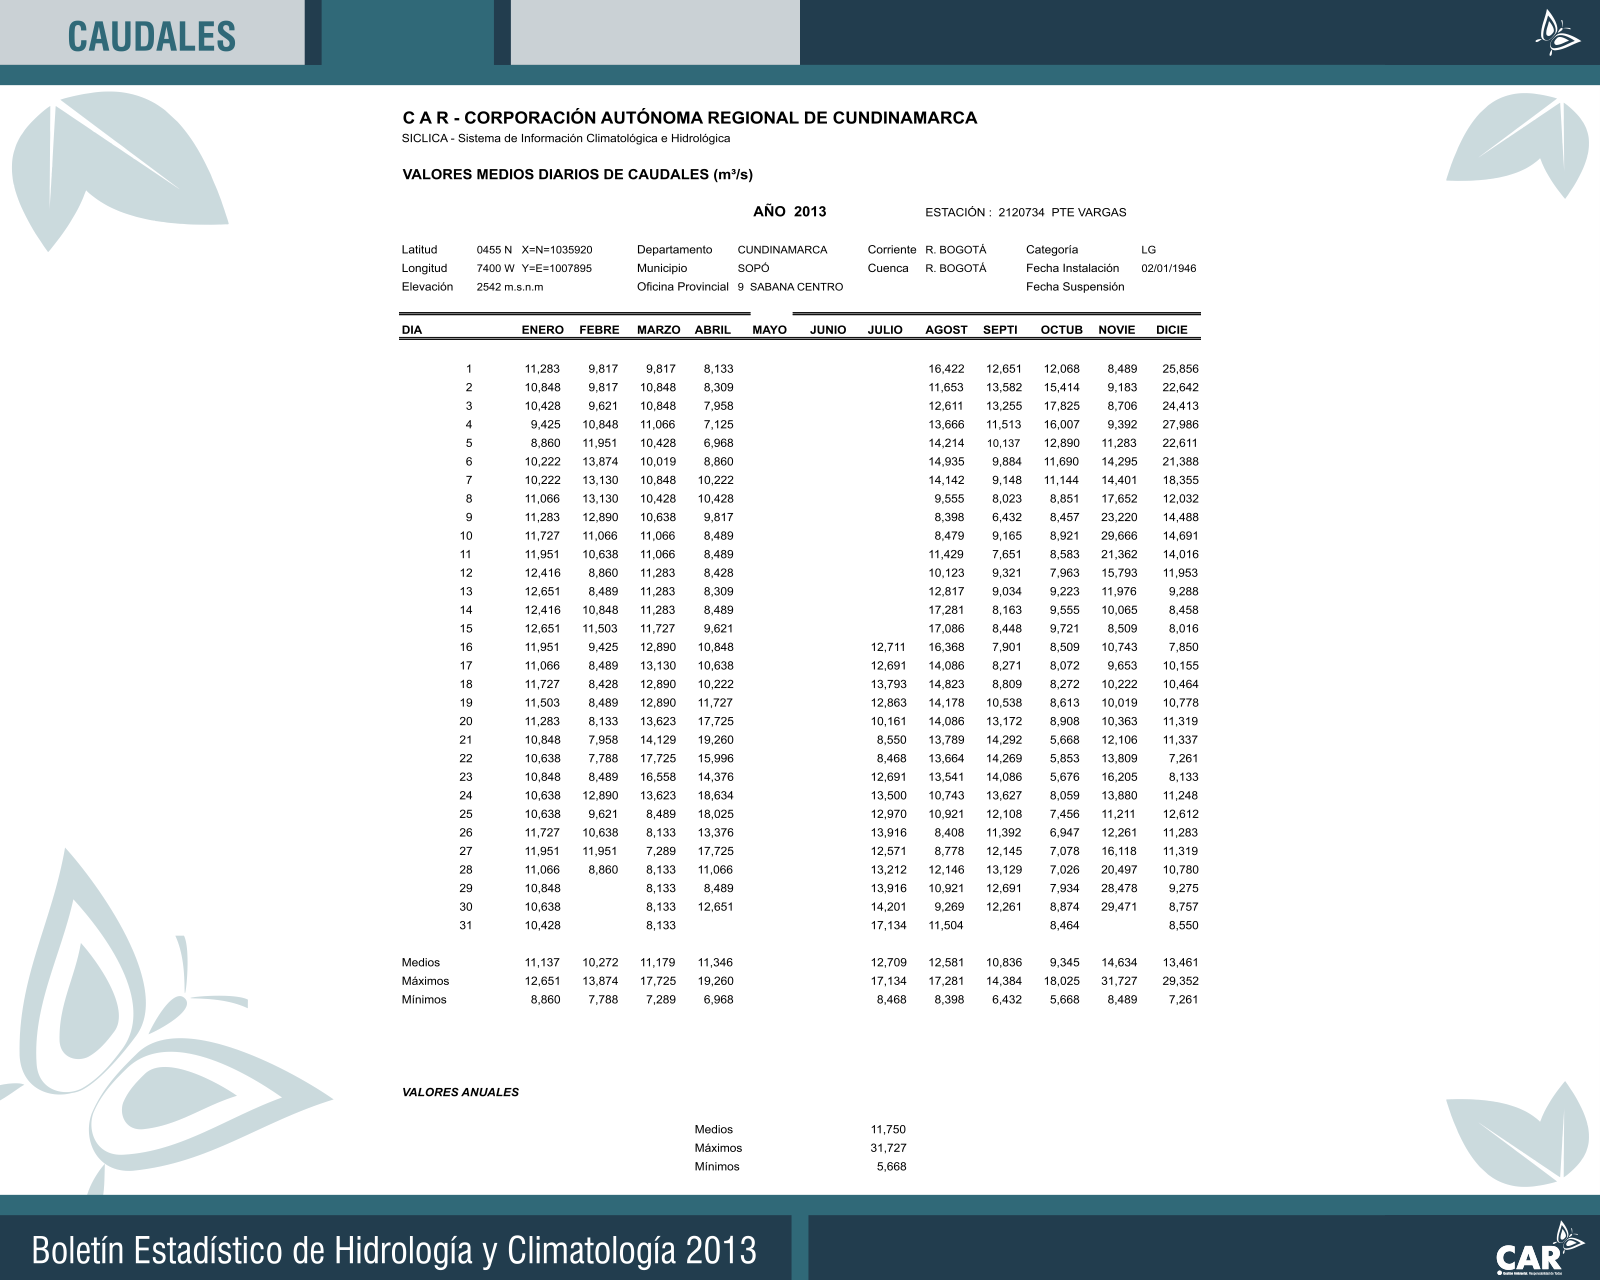 CAUDALES
C A R - CORPORACIÓN AUTÓNOMA REGIONAL DE CUNDINAMARCA
SICLICA - Sistema de Información Climatológica e Hidrológica
VALORES MEDIOS DIARIOS DE CAUDALES (m³/s)
AÑO 2013 ESTACIÓN : 2120734 PTE VARGAS
Latitud 0455 N X=N=1035920 Departamento CUNDINAMARCA Corriente R. BOGOTÁ Categoría LG
Longitud 7400 W Y=E=1007895 Municipio SOPÓ Cuenca R. BOGOTÁ Fecha Instalación 02/01/1946
Elevación 2542 m.s.n.m Oficina Provincial 9 SABANA CENTRO Fecha Suspensión
DIA ENERO FEBRE MARZO ABRIL MAYO JUNIO JULIO AGOST SEPTI OCTUB NOVIE DICIE
1 11,283 9,817 9,817 8,133 16,422 12,651 12,068 8,489 25,856
2 10,848 9,817 10,848 8,309 11,653 13,582 15,414 9,183 22,642
3 10,428 9,621 10,848 7,958 12,611 13,255 17,825 8,706 24,413
4 9,425 10,848 11,066 7,125 13,666 11,513 16,007 9,392 27,986
5 8,860 11,951 10,428 6,968 14,214 10,137 12,890 11,283 22,611
6 10,222 13,874 10,019 8,860 14,935 9,884 11,690 14,295 21,388
7 10,222 13,130 10,848 10,222 14,142 9,148 11,144 14,401 18,355
8 11,066 13,130 10,428 10,428 9,555 8,023 8,851 17,652 12,032
9 11,283 12,890 10,638 9,817 8,398 6,432 8,457 23,220 14,488
10 11,727 11,066 11,066 8,489 8,479 9,165 8,921 29,666 14,691
11 11,951 10,638 11,066 8,489 11,429 7,651 8,583 21,362 14,016
12 12,416 8,860 11,283 8,428 10,123 9,321 7,963 15,793 11,953
13 12,651 8,489 11,283 8,309 12,817 9,034 9,223 11,976 9,288
14 12,416 10,848 11,283 8,489 17,281 8,163 9,555 10,065 8,458
15 12,651 11,503 11,727 9,621 17,086 8,448 9,721 8,509 8,016
16 11,951 9,425 12,890 10,848 12,711 16,368 7,901 8,509 10,743 7,850
17 11,066 8,489 13,130 10,638 12,691 14,086 8,271 8,072 9,653 10,155
18 11,727 8,428 12,890 10,222 13,793 14,823 8,809 8,272 10,222 10,464
19 11,503 8,489 12,890 11,727 12,863 14,178 10,538 8,613 10,019 10,778
20 11,283 8,133 13,623 17,725 10,161 14,086 13,172 8,908 10,363 11,319
21 10,848 7,958 14,129 19,260 8,550 13,789 14,292 5,668 12,106 11,337
22 10,638 7,788 17,725 15,996 8,468 13,664 14,269 5,853 13,809 7,261
23 10,848 8,489 16,558 14,376 12,691 13,541 14,086 5,676 16,205 8,133
24 10,638 12,890 13,623 18,634 13,500 10,743 13,627 8,059 13,880 11,248
25 10,638 9,621 8,489 18,025 12,970 10,921 12,108 7,456 11,211 12,612
26 11,727 10,638 8,133 13,376 13,916 8,408 11,392 6,947 12,261 11,283
27 11,951 11,951 7,289 17,725 12,571 8,778 12,145 7,078 16,118 11,319
28 11,066 8,860 8,133 11,066 13,212 12,146 13,129 7,026 20,497 10,780
29 10,848 8,133 8,489 13,916 10,921 12,691 7,934 28,478 9,275
30 10,638 8,133 12,651 14,201 9,269 12,261 8,874 29,471 8,757
31 10,428 8,133 17,134 11,504 8,464 8,550
Medios 11,137 10,272 11,179 11,346 12,709 12,581 10,836 9,345 14,634 13,461
Máximos 12,651 13,874 17,725 19,260 17,134 17,281 14,384 18,025 31,727 29,352
Mínimos 8,860 7,788 7,289 6,968 8,468 8,398 6,432 5,668 8,489 7,261
VALORES ANUALES
Medios 11,750
Máximos 31,727
Mínimos 5,668
Boletín Estadístico de Hidrología y Climatología 2013
CAR